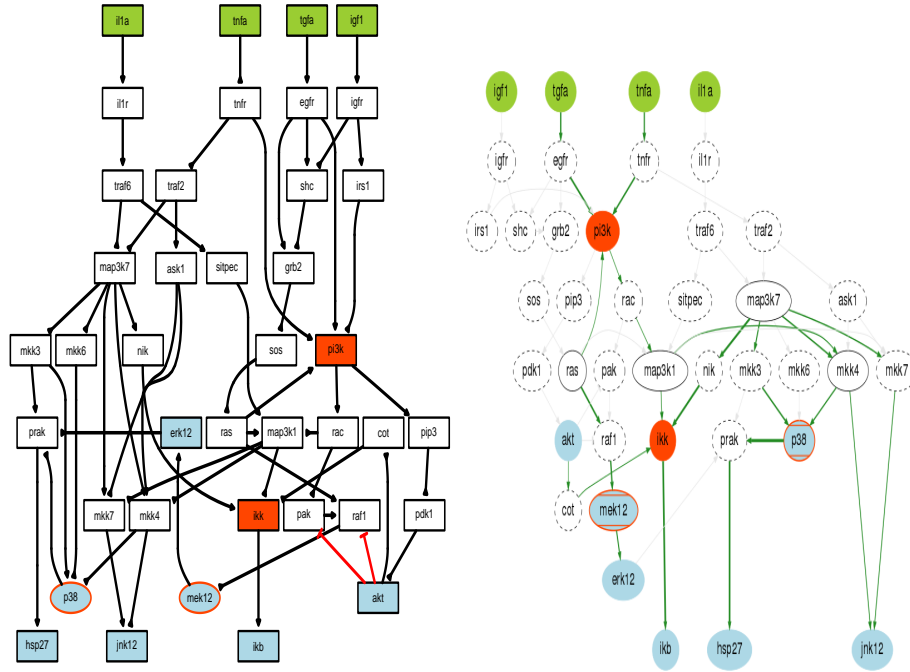 il1a tnfa tgfa igf1
il1r tnfr egfr igfr
traf6 traf2 shc irs1
map3k7 ask1 sitpec grb2
mkk3 mkk6 nik sos pi3k
prak erk12 ras map3k1 rac cot pip3
mkk7 mkk4 ikk pak raf1 pdk1
p38 mek12 akt
hsp27 jnk12 ikb
igf1 tgfa tnfa il1a
igfr egfr tnfr il1r
irs1 shc grb2 pi3k traf6 traf2
sos pip3 rac sitpec map3k7 ask1
pdk1 ras pak map3k1 nik mkk3 mkk6 mkk4 mkk7
akt raf1 ikk prak p38
cot mek12
erk12
ikb hsp27 jnk12